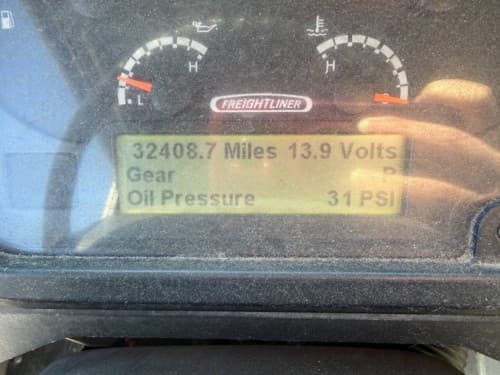 H
H
L
FREIGHTLINER
32408.7 Miles 13.9 Volts
Gear
Oil Pressure 31 PSI